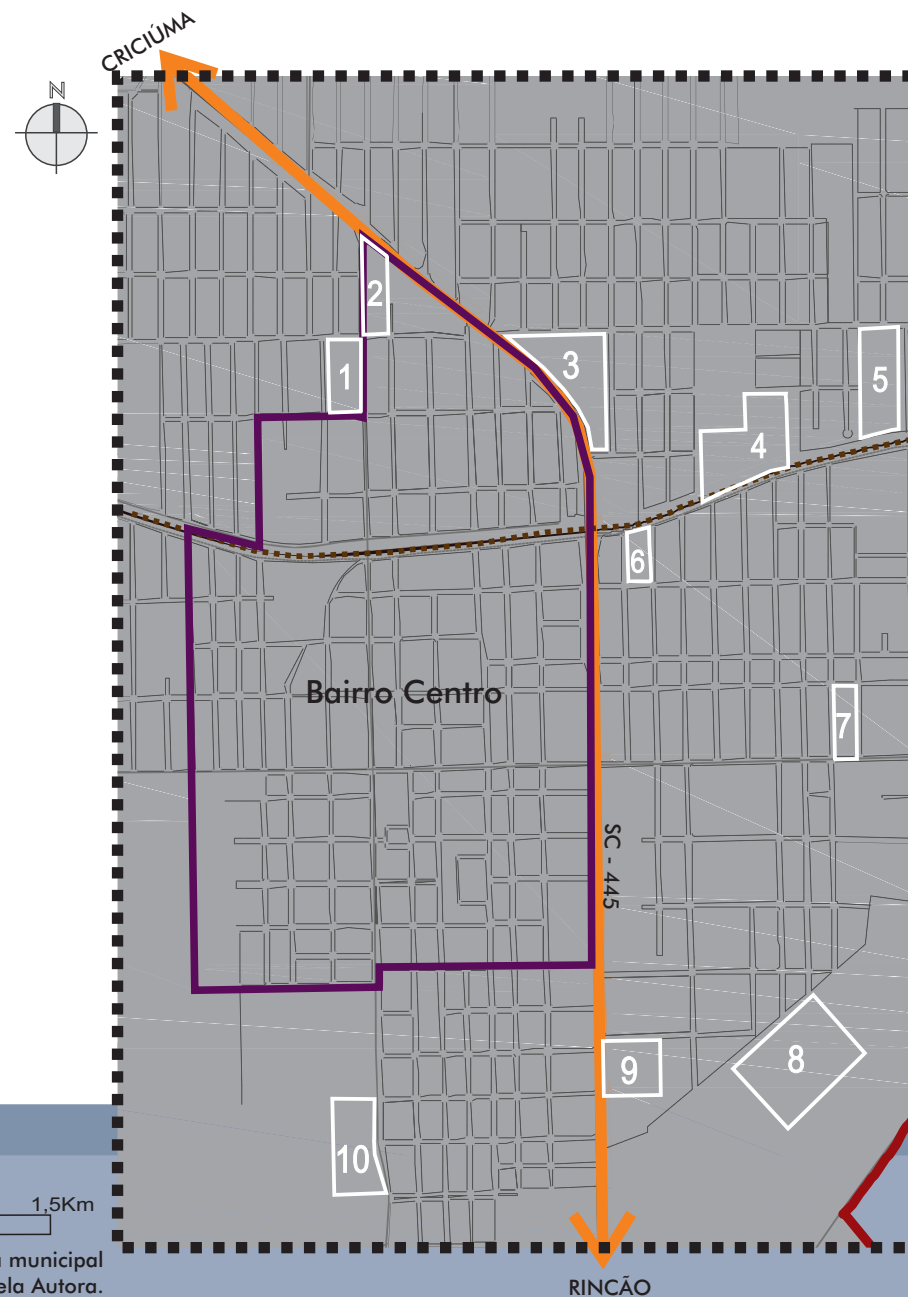 CRICIÚMA
N
2
3
1
5
4
6
Bairro Centro
7
SC - 445
8
9
10
1,5Km
municipal
ela Autora.
RINCÃO